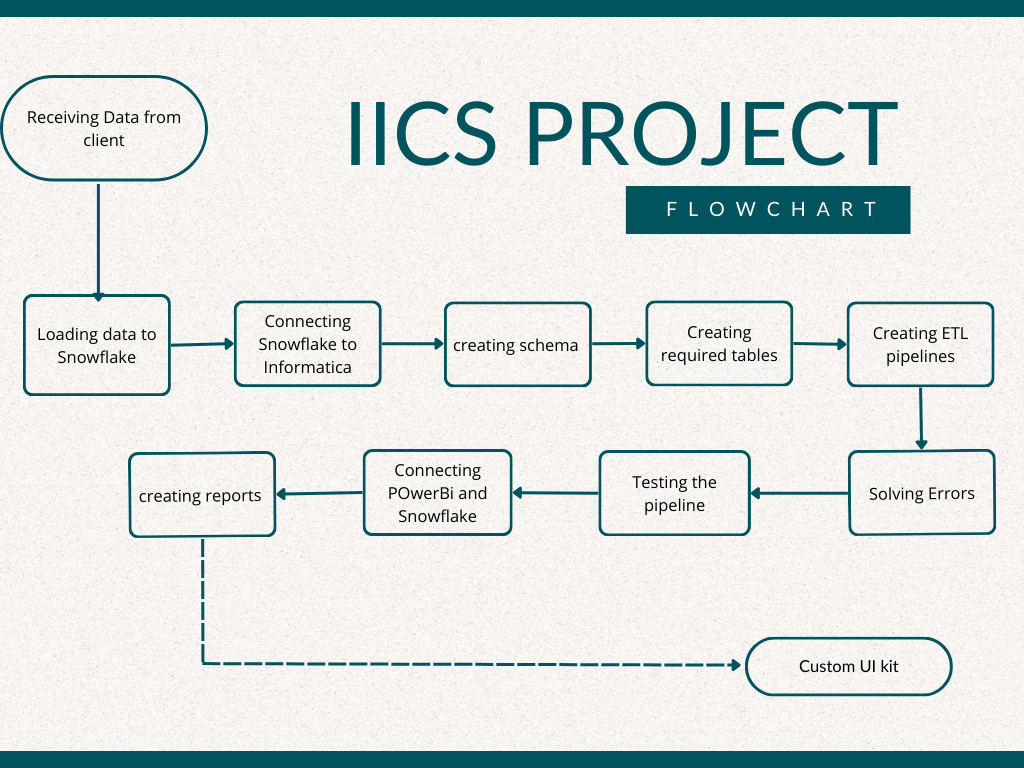 IICS PROJECT
FLOWCHART
Receiving Data from
client
Loading data to
Snowflake
Connecting
Snowflake to
Informatica
creating schema
Creating
required tables
Creating ETL
pipelines
Solving Errors
Testing the
pipeline
Connecting
POwerBi and
Snowflake
creating reports
Custom UI kit